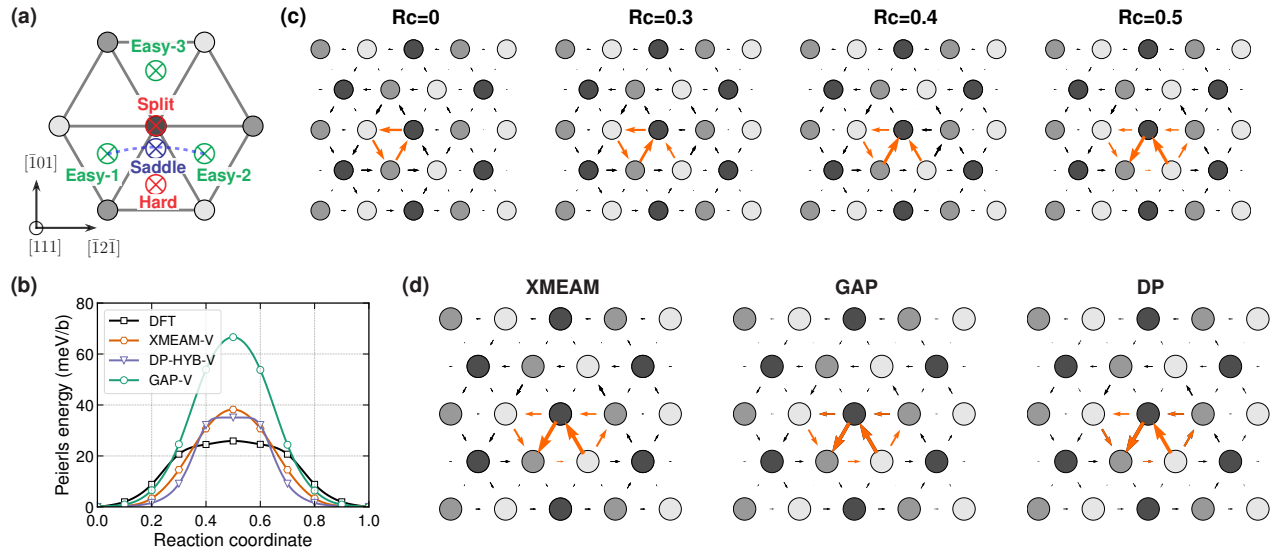 (a)
Easy-3
Split
Easy-1
Saddle
Easy-2
Hard
[1̅01]
[111]
[1̅21̅]
(b)
Peierls energy (meV/b)
80
60
40
20
0
DFT
XMEAM-V
DP-HYB-V
GAP-V
0.0 0.2 0.4 0.6 0.8 1.0
Reaction coordinate
(c)
Rc=0 Rc=0.3 Rc=0.4 Rc=0.5
(d)
XMEAM GAP DP